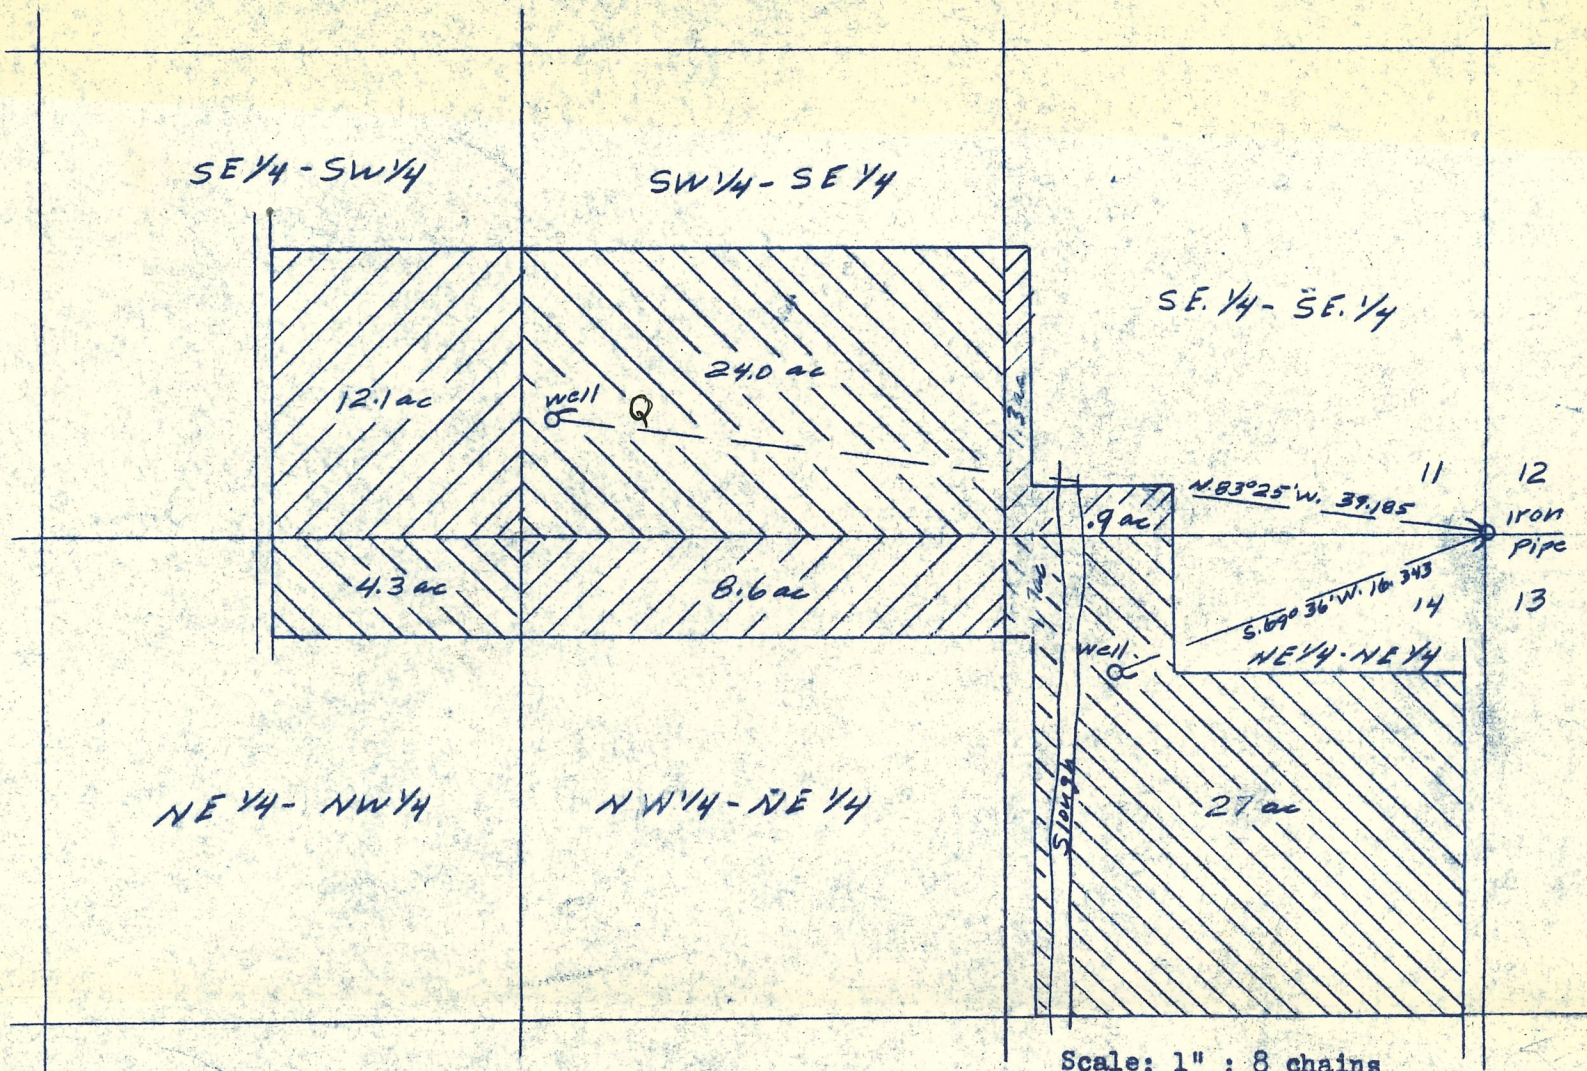 SE 1/4 - SW 1/4
SW 1/4 - SE 1/4
SE. 1/4 - SE. 1/4
24.0 ac
12.1 ac
well
Q
1.3 ac
11
12
N. 83° 25' W. 39.185
.9 ac
iron
pipe
4.3 ac
8.6 ac
S. 69° 36' W. 16.343
14
13
well
NE 1/4 - NE 1/4
Slough
NE 1/4 - NW 1/4
NW 1/4 - NE 1/4
27 ac
Scale: 1" : 8 chains